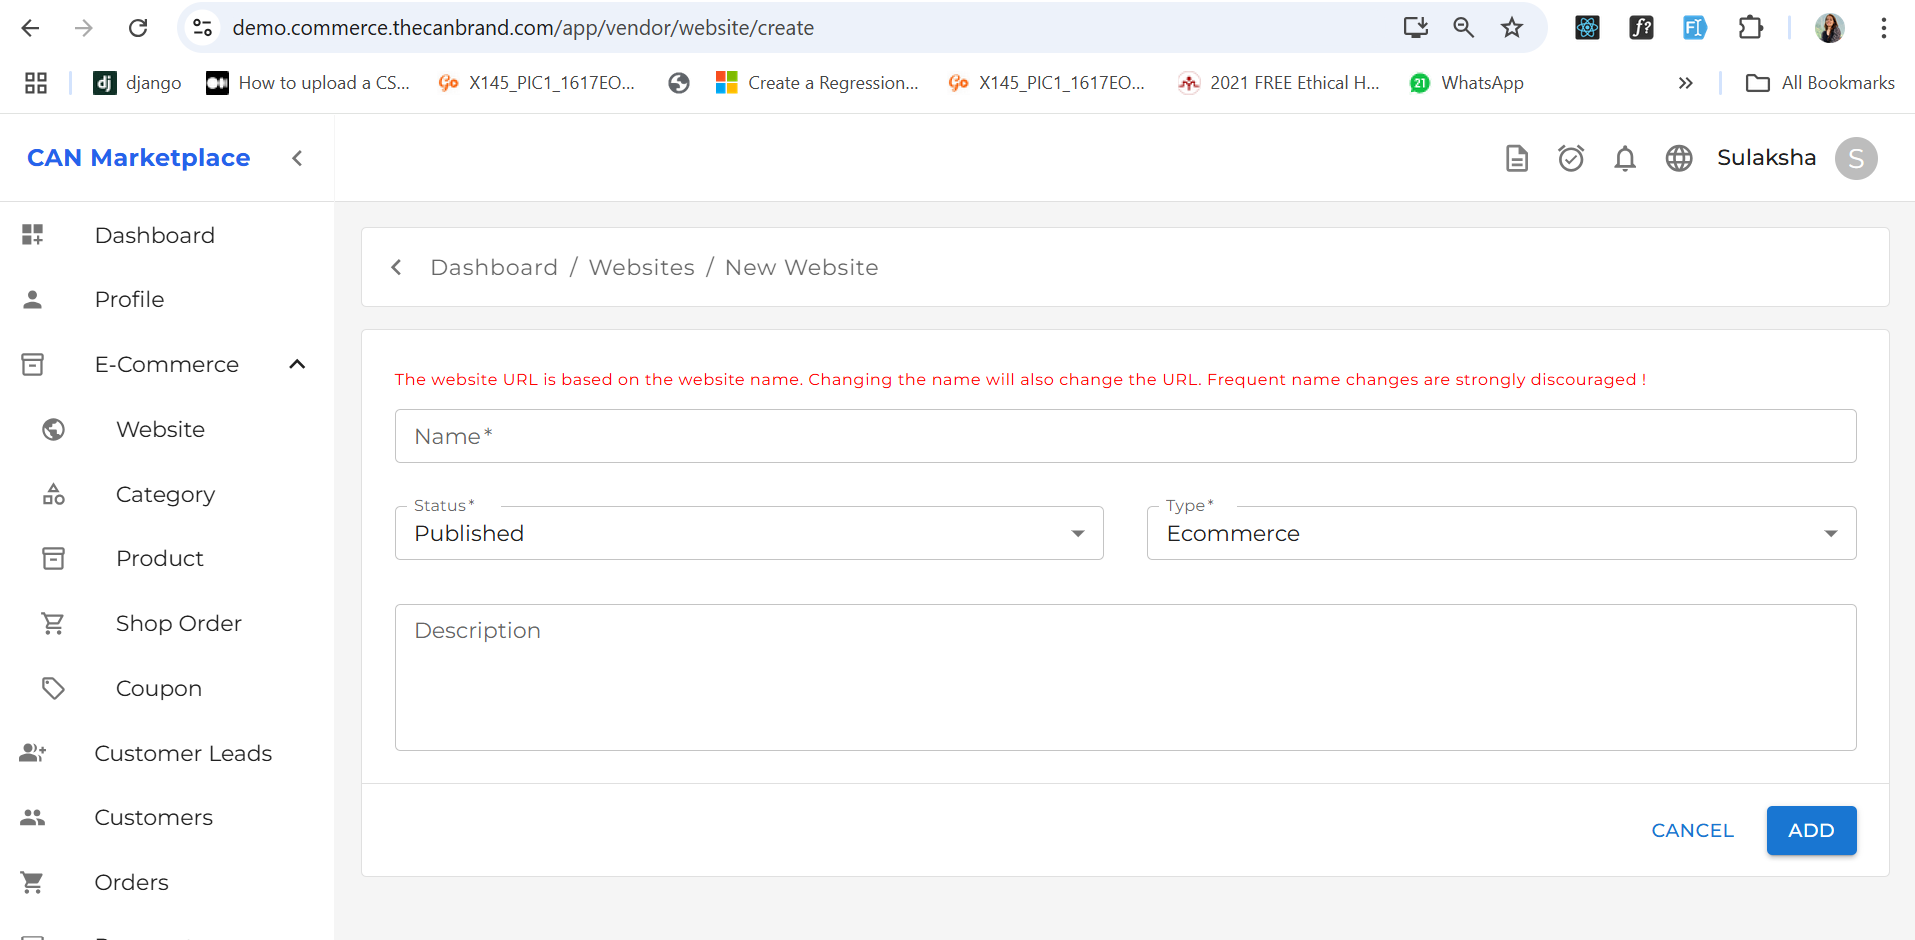 demo.commerce.thecanbrand.com/app/vendor/website/create
django
How to upload a CS...
X145_PIC1_1617EO...
Create a Regression...
X145_PIC1_1617EO...
2021 FREE Ethical H...
21
WhatsApp
All Bookmarks
CAN Marketplace
Sulaksha
S
Dashboard
Profile
E-Commerce
Website
Category
Product
Shop Order
Coupon
Customer Leads
Customers
Orders
Dashboard / Websites / New Website
The website URL is based on the website name. Changing the name will also change the URL. Frequent name changes are strongly discouraged !
Name*
Status*
Published
Type*
Ecommerce
Description
CANCEL
ADD